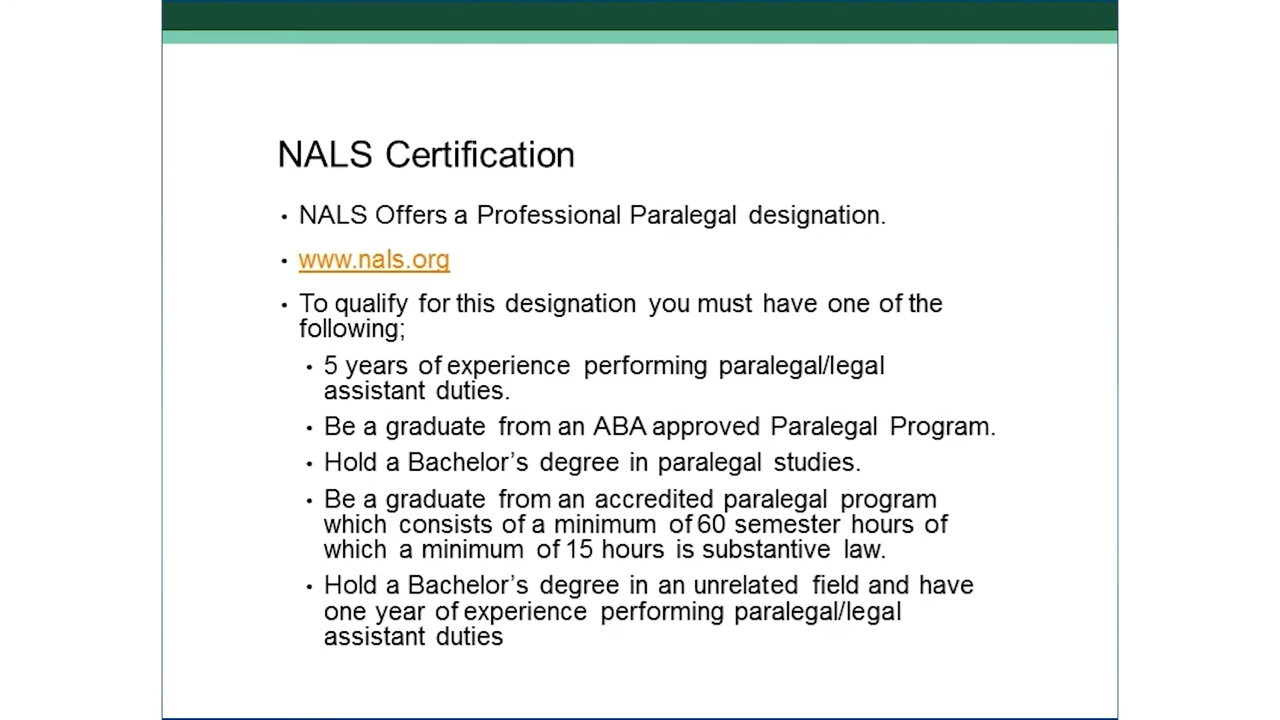 NALS Certification
• NALS Offers a Professional Paralegal designation.
• www.nals.org
• To qualify for this designation you must have one of the
following;
• 5 years of experience performing paralegal/legal
assistant duties.
• Be a graduate from an ABA approved Paralegal Program.
• Hold a Bachelor’s degree in paralegal studies.
• Be a graduate from an accredited paralegal program
which consists of a minimum of 60 semester hours of
which a minimum of 15 hours is substantive law.
• Hold a Bachelor’s degree in an unrelated field and have
one year of experience performing paralegal/legal
assistant duties